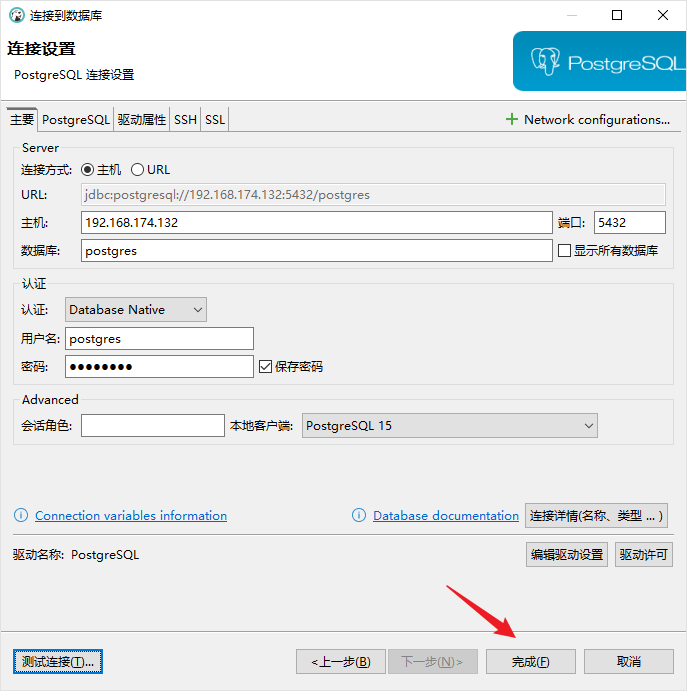 连接到数据库
连接设置
PostgreSQL 连接设置
PostgreSQL
主要 PostgreSQL 驱动属性 SSH SSL
Network configurations...
Server
连接方式: 主机 URL
URL: jdbc:postgresql://192.168.174.132:5432/postgres
主机: 192.168.174.132 端口: 5432
数据库: postgres 显示所有数据库
认证
认证: Database Native
用户名: postgres
密码: ●●●●●●●● 保存密码
Advanced
会话角色: 本地客户端: PostgreSQL 15
Connection variables information Database documentation 连接详情(名称、类型 ... )
驱动名称: PostgreSQL 编辑驱动设置 驱动许可
测试连接(T)... <上一步(B) 下一步(N)> 完成(F) 取消